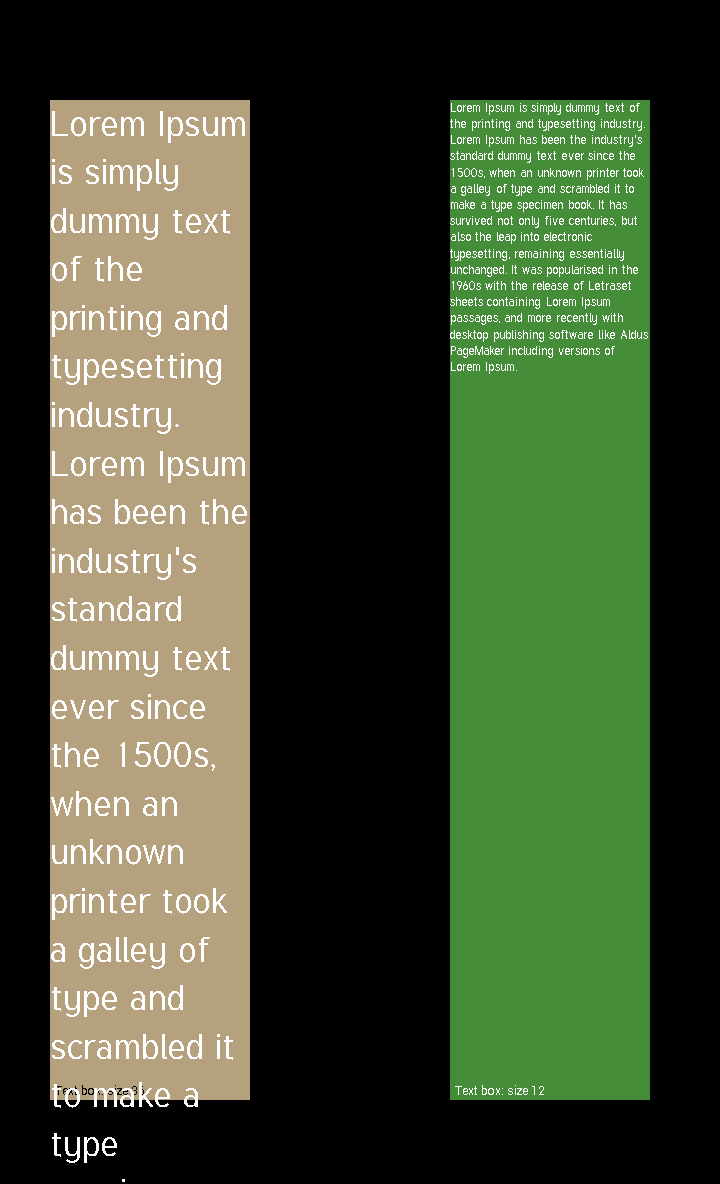 Lorem Ipsum
is simply
dummy text
of the
printing and
typesetting
industry.
Lorem Ipsum
has been the
industry's
standard
dummy text
ever since
the 1500s,
when an
unknown
printer took
a galley of
type and
scrambled it
to make a
type
Text box: size
Lorem Ipsum is simply dummy text of
the printing and typesetting industry.
Lorem Ipsum has been the industry's
standard dummy text ever since the
1500s, when an unknown printer took
a galley of type and scrambled it to
make a type specimen book. It has
survived not only five centuries, but
also the leap into electronic
typesetting, remaining essentially
unchanged. It was popularised in the
1960s with the release of Letraset
sheets containing Lorem Ipsum
passages, and more recently with
desktop publishing software like Aldus
PageMaker including versions of
Lorem Ipsum.
Text box: size 12